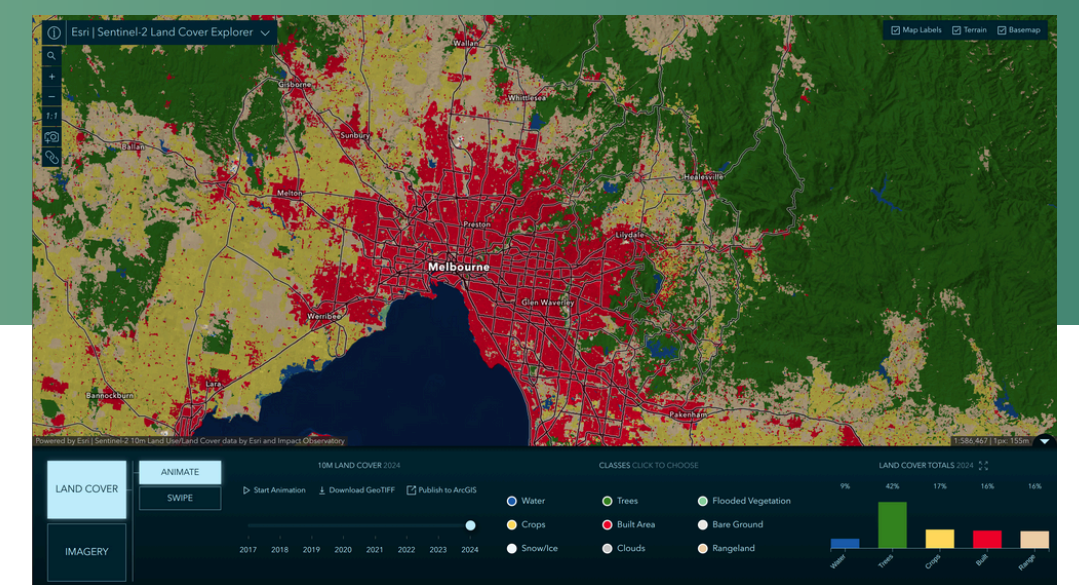 Esri | Sentinel-2 Land Cover Explorer
Map Labels
Terrain
Basemap
1:1
Wallan
Gisborne
Whittlesea
Sunbury
Ballan
Healesville
Melton
Preston
Lilydale
Melbourne
Glen Waverley
Werribee
Lara
Bannockburn
Pakenham
Powered by Esri | Sentinel-2 10m Land Use/Land Cover data by Esri and Impact Observatory
1:586,467 | 1px: 155m
LAND COVER
IMAGERY
ANIMATE
SWIPE
10M LAND COVER 2024
Start Animation
Download GeoTIFF
Publish to ArcGIS
2017 2018 2019 2020 2021 2022 2023 2024
CLASSES CLICK TO CHOOSE
Water
Trees
Flooded Vegetation
Crops
Built Area
Bare Ground
Snow/Ice
Clouds
Rangeland
LAND COVER TOTALS 2024
9% 42% 17% 16% 16%
Water Trees Crops Built Range